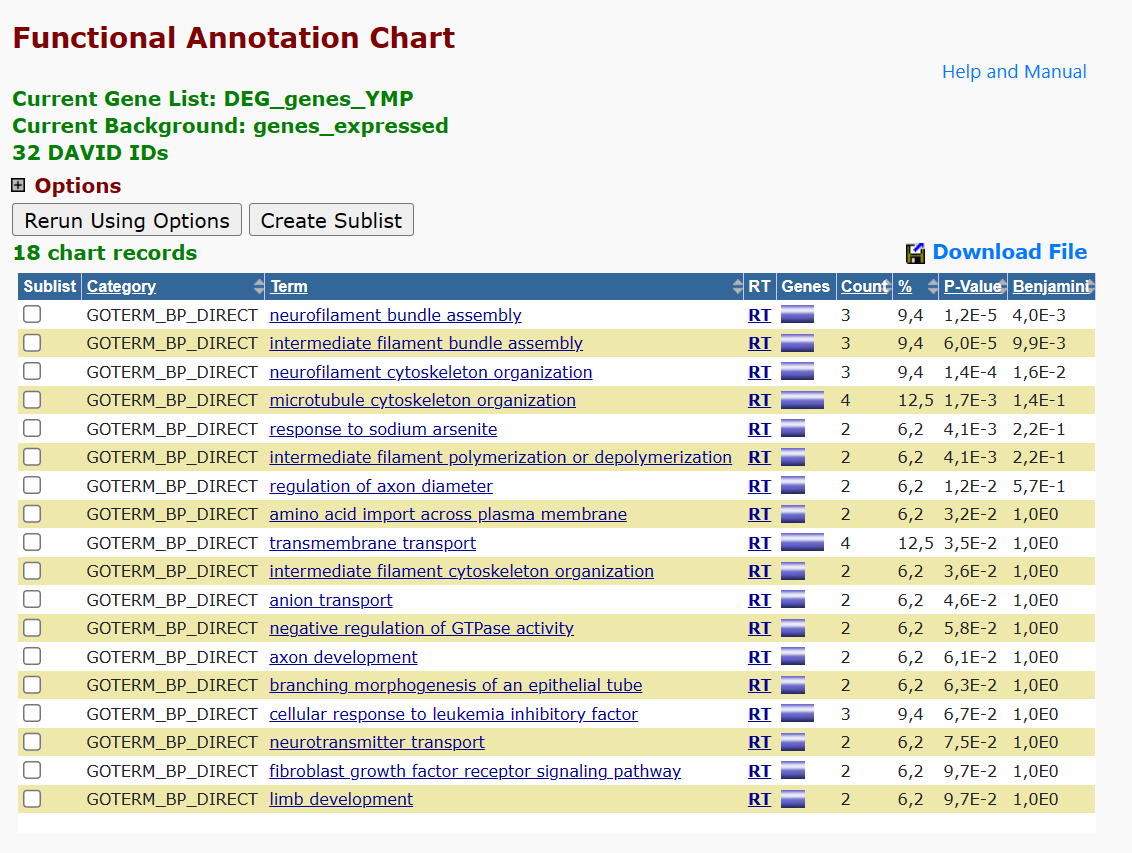 Functional Annotation Chart
Help and Manual
Current Gene List: DEG_genes_YMP
Current Background: genes_expressed
32 DAVID IDs
Options
Rerun Using Options Create Sublist
18 chart records Download File
Sublist Category Term RT Genes Count % P-Value Benjamini
GOTERM_BP_DIRECT neurofilament bundle assembly RT 3 9,4 1,2E-5 4,0E-3
GOTERM_BP_DIRECT intermediate filament bundle assembly RT 3 9,4 6,0E-5 9,9E-3
GOTERM_BP_DIRECT neurofilament cytoskeleton organization RT 3 9,4 1,4E-4 1,6E-2
GOTERM_BP_DIRECT microtubule cytoskeleton organization RT 4 12,5 1,7E-3 1,4E-1
GOTERM_BP_DIRECT response to sodium arsenite RT 2 6,2 4,1E-3 2,2E-1
GOTERM_BP_DIRECT intermediate filament polymerization or depolymerization RT 2 6,2 4,1E-3 2,2E-1
GOTERM_BP_DIRECT regulation of axon diameter RT 2 6,2 1,2E-2 5,7E-1
GOTERM_BP_DIRECT amino acid import across plasma membrane RT 2 6,2 3,2E-2 1,0E0
GOTERM_BP_DIRECT transmembrane transport RT 4 12,5 3,5E-2 1,0E0
GOTERM_BP_DIRECT intermediate filament cytoskeleton organization RT 2 6,2 3,6E-2 1,0E0
GOTERM_BP_DIRECT anion transport RT 2 6,2 4,6E-2 1,0E0
GOTERM_BP_DIRECT negative regulation of GTPase activity RT 2 6,2 5,8E-2 1,0E0
GOTERM_BP_DIRECT axon development RT 2 6,2 6,1E-2 1,0E0
GOTERM_BP_DIRECT branching morphogenesis of an epithelial tube RT 2 6,2 6,3E-2 1,0E0
GOTERM_BP_DIRECT cellular response to leukemia inhibitory factor RT 3 9,4 6,7E-2 1,0E0
GOTERM_BP_DIRECT neurotransmitter transport RT 2 6,2 7,5E-2 1,0E0
GOTERM_BP_DIRECT fibroblast growth factor receptor signaling pathway RT 2 6,2 9,7E-2 1,0E0
GOTERM_BP_DIRECT limb development RT 2 6,2 9,7E-2 1,0E0